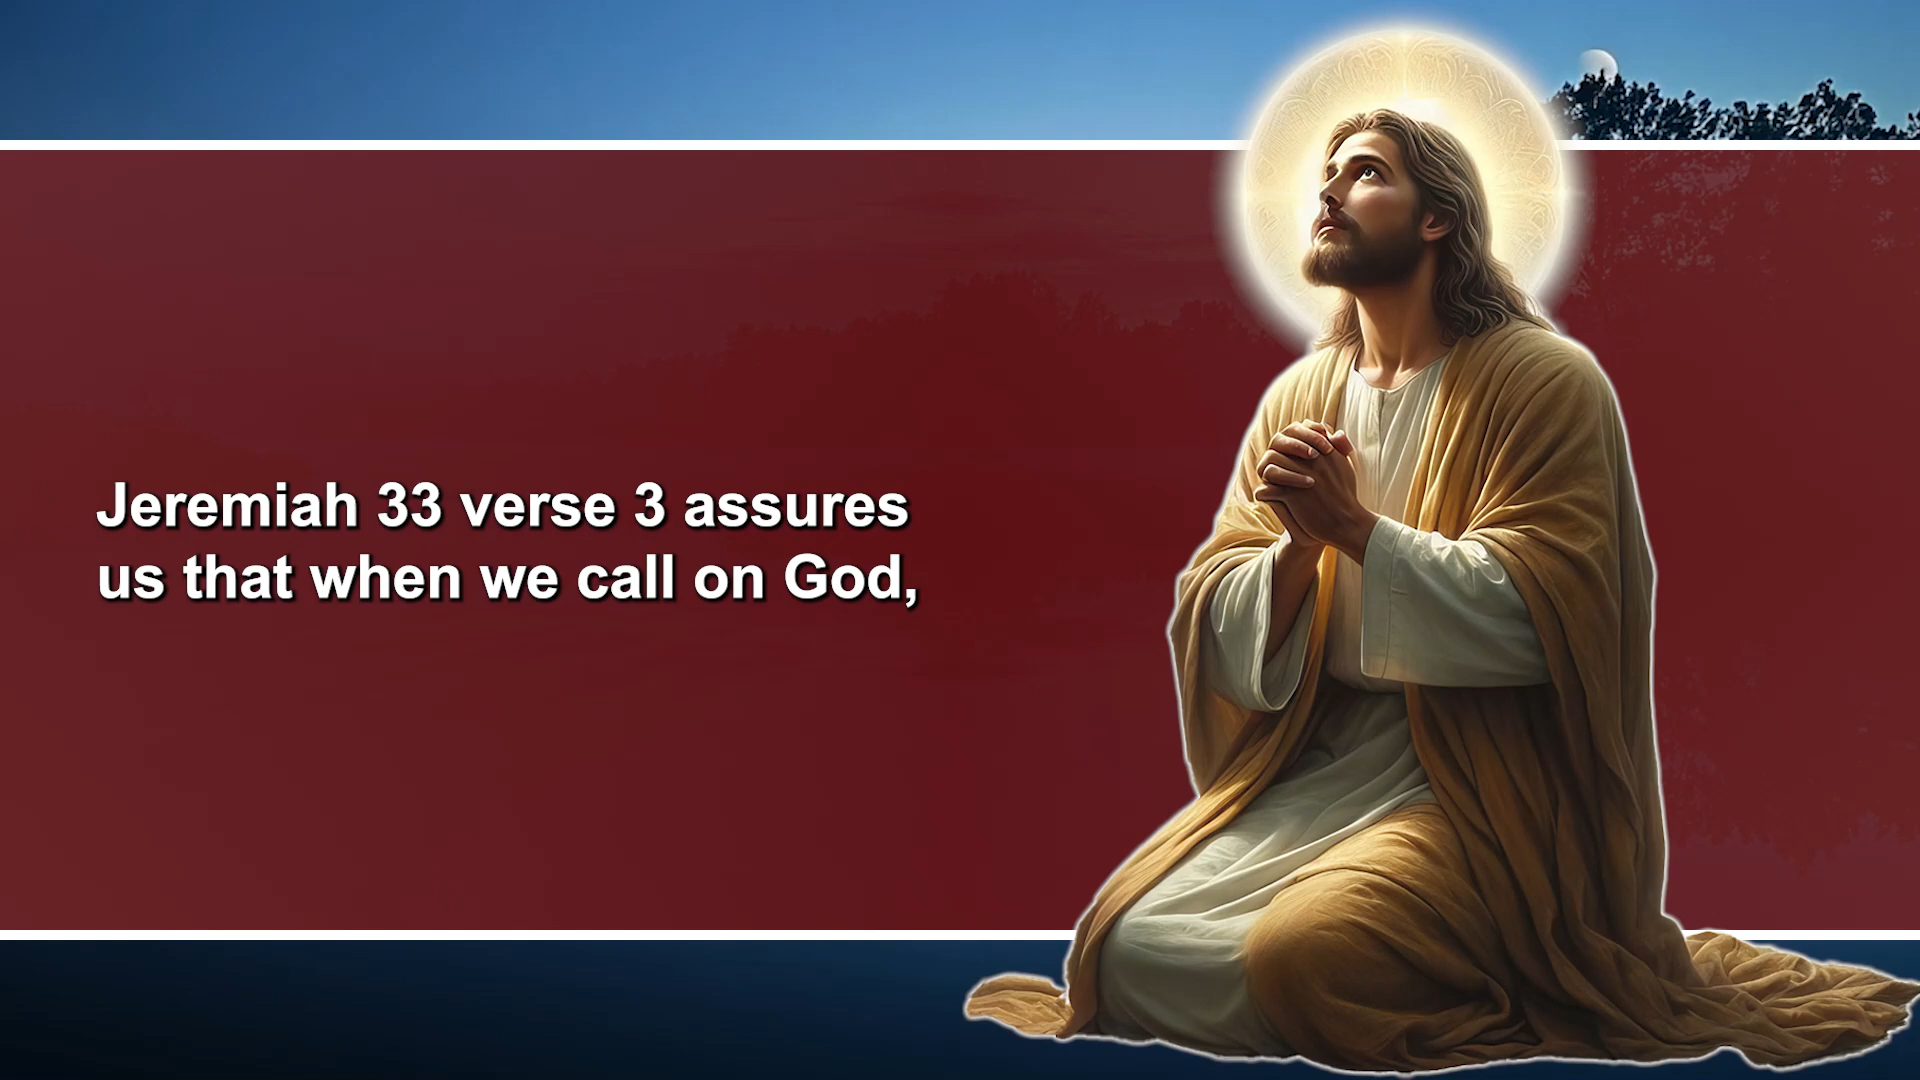 Jeremiah 33 verse 3 assures
us that when we call on God,